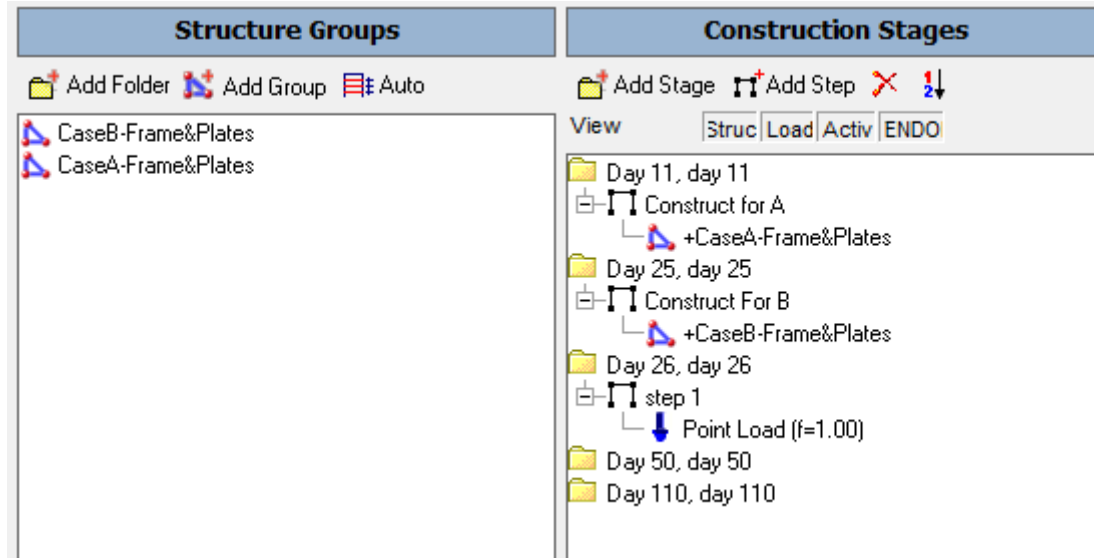 Structure Groups
Add Folder Add Group Auto
CaseB-Frame&Plates
CaseA-Frame&Plates
Construction Stages
Add Stage Add Step
View Struc Load Activ ENDO
Day 11, day 11
Construct for A
+CaseA-Frame&Plates
Day 25, day 25
Construct For B
+CaseB-Frame&Plates
Day 26, day 26
step 1
Point Load (f=1.00)
Day 50, day 50
Day 110, day 110